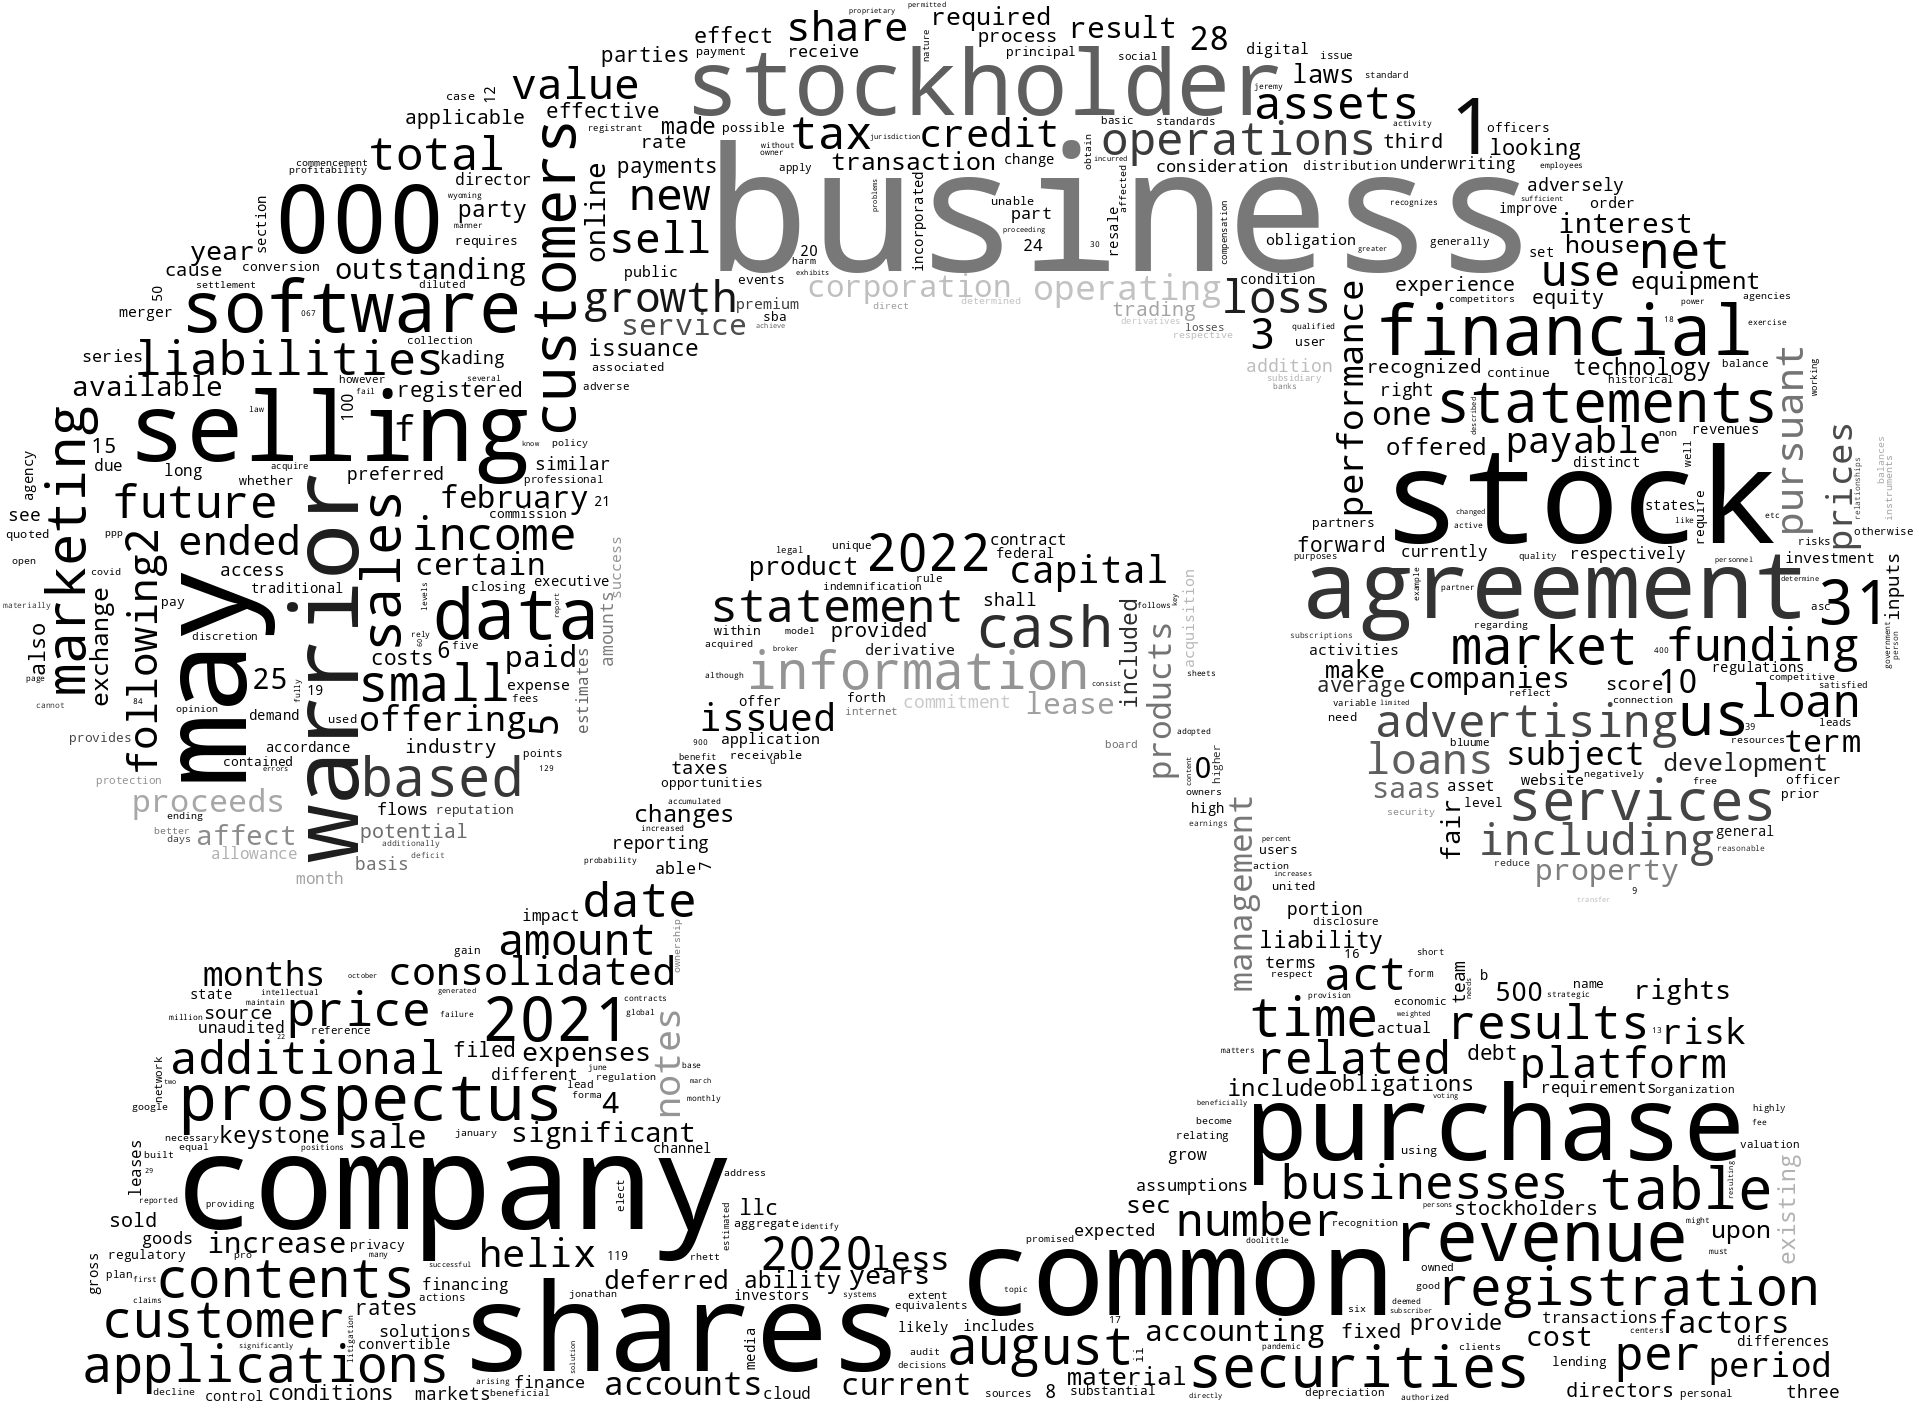 proprietary permitted
share required result 28
effect process
parties payment receive nature principal social digital issue
stockholder
value laws standard
case 12 jeremy
applicable effective assets 1
registrant made possible tax credit basic standards activity officers
total rate jurisdiction operations third looking
customers without owner
commencement payments transaction change obtain incurred consideration distribution underwriting employees
profitability apply
director business
000 wyoming new problems incorporated unable affected recognizes sufficient adversely
party manner online part improve order
section requires sell proceeding resale compensation interest
year 20 24 30 obligation greater generally set house net
cause conversion outstanding public harm events condition use equipment
settlement diluted exhibits corporation operating experience
50 software growth premium direct determined loss competitors equity power agencies
merger 067 service sba achieve trading derivatives losses respective 3 qualified user performance financial 18 exercise
collection issuance
series liabilities kading associated addition recognized continue technology balance
available however several adverse subsidiary banks right historical pursuant working
100 fail registered
selling law f one described statements
marketing know policy offered payable non revenues prices
15 due long acquire preferred similar distinct well balances
agency whether professional stock relationships instruments
see future warrior sales february 21 states
quoted commission partners changed active like require etc
ppp ended income legal unique 2022 contract forward otherwise
open following 2 access certain success product federal capital purposes currently quality respectively personnel risks investment
covid traditional closing executive indemnification rule acquisition agreement example partner determine
materially pay levels data report statement shall cash included follows key 31 inputs
also exchange may discretion rely 60 6 five amounts within model provided regarding asc
costs paid acquired broker derivative products subscriptions activities market 400 funding government person
page 25 19 small expense information consist sheets make regulations
cannot 84 fully although average companies reflect score 10 competitive satisfied
opinion fees estimates offer forth commitment lease variable limited connection loan
demand used offering 5 issued internet need advertising us 39 leads
provides accordance industry points 900 application board adopted bluume subject resources term
contained errors based 129 benefit receivable u loans development
protection taxes content 0 higher website negatively
proceeds flows reputation opportunities owners saas asset free officer
ending accumulated high level services prior
better days affect potential changes increased earnings security
allowance additionally deficit reporting management percent fair including general
basis probability able 7 users reduce reasonable
month action increases property
date united 9
impact ownership portion transfer
amount disclosure
gain liability
months october consolidated terms 16 short
state intellectual generated respect act form team needs b
maintain contracts provision economic 500 strategic name rights
source price 2021 weighted
million unaudited reference failure global time actual results 13 risk
22 notes
additional filed expenses matters related debt platform
network two different june regulation base include obligations requirements organization
prospectus lead march beneficially voting
google forma 4 monthly purchase highly
necessary keystone sale january significant become fee
equal positions relating valuation
leases built company channel grow using
29 address businesses existing
reported providing elect assumptions persons table resulting
sold llc sec stockholders
goods aggregate identify number recognition might
increase privacy estimated promised expected doolittle revenue upon
regulatory pro many helix 119 rhett 2020 less must
plan first successful common owned
gross contents financing deferred ability years topic good registration
actions jonathan investors systems extent
claims rates shares equivalents six deemed subscriber transactions
customer solutions likely includes 17 accounting fixed provide centers factors
significantly litigation convertible solution media audit august ii pandemic clients cost differences
applications decisions securities lending per period
arising finance accounts current material
decline control conditions markets beneficial cloud sources 8 substantial directly depreciation authorized directors personal three